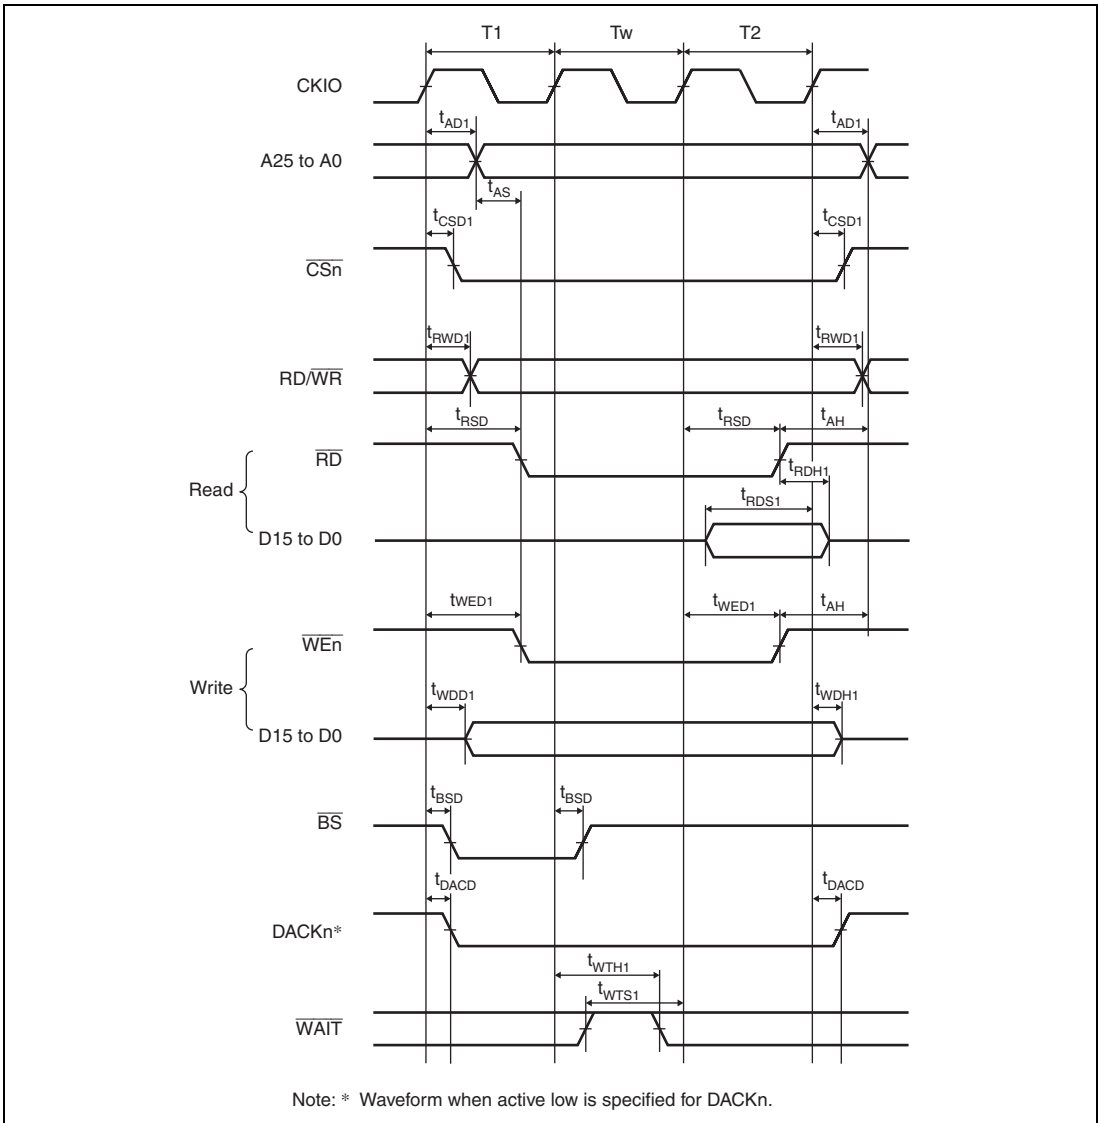 T1 Tw T2
CKIO
tAD1 tAD1
A25 to A0
tAS
tCSD1 tCSD1
CSn
tRWD1 tRWD1
RD/WR
tRSD tRSD tAH
RD
tRDH1
Read
tRDS1
D15 to D0
tWED1 tWED1 tAH
WEn
Write
tWDD1 tWDH1
D15 to D0
tBSD tBSD
BS
tDACD tDACD
DACKn*
tWTH1
tWTS1
WAIT
Note: * Waveform when active low is specified for DACKn.